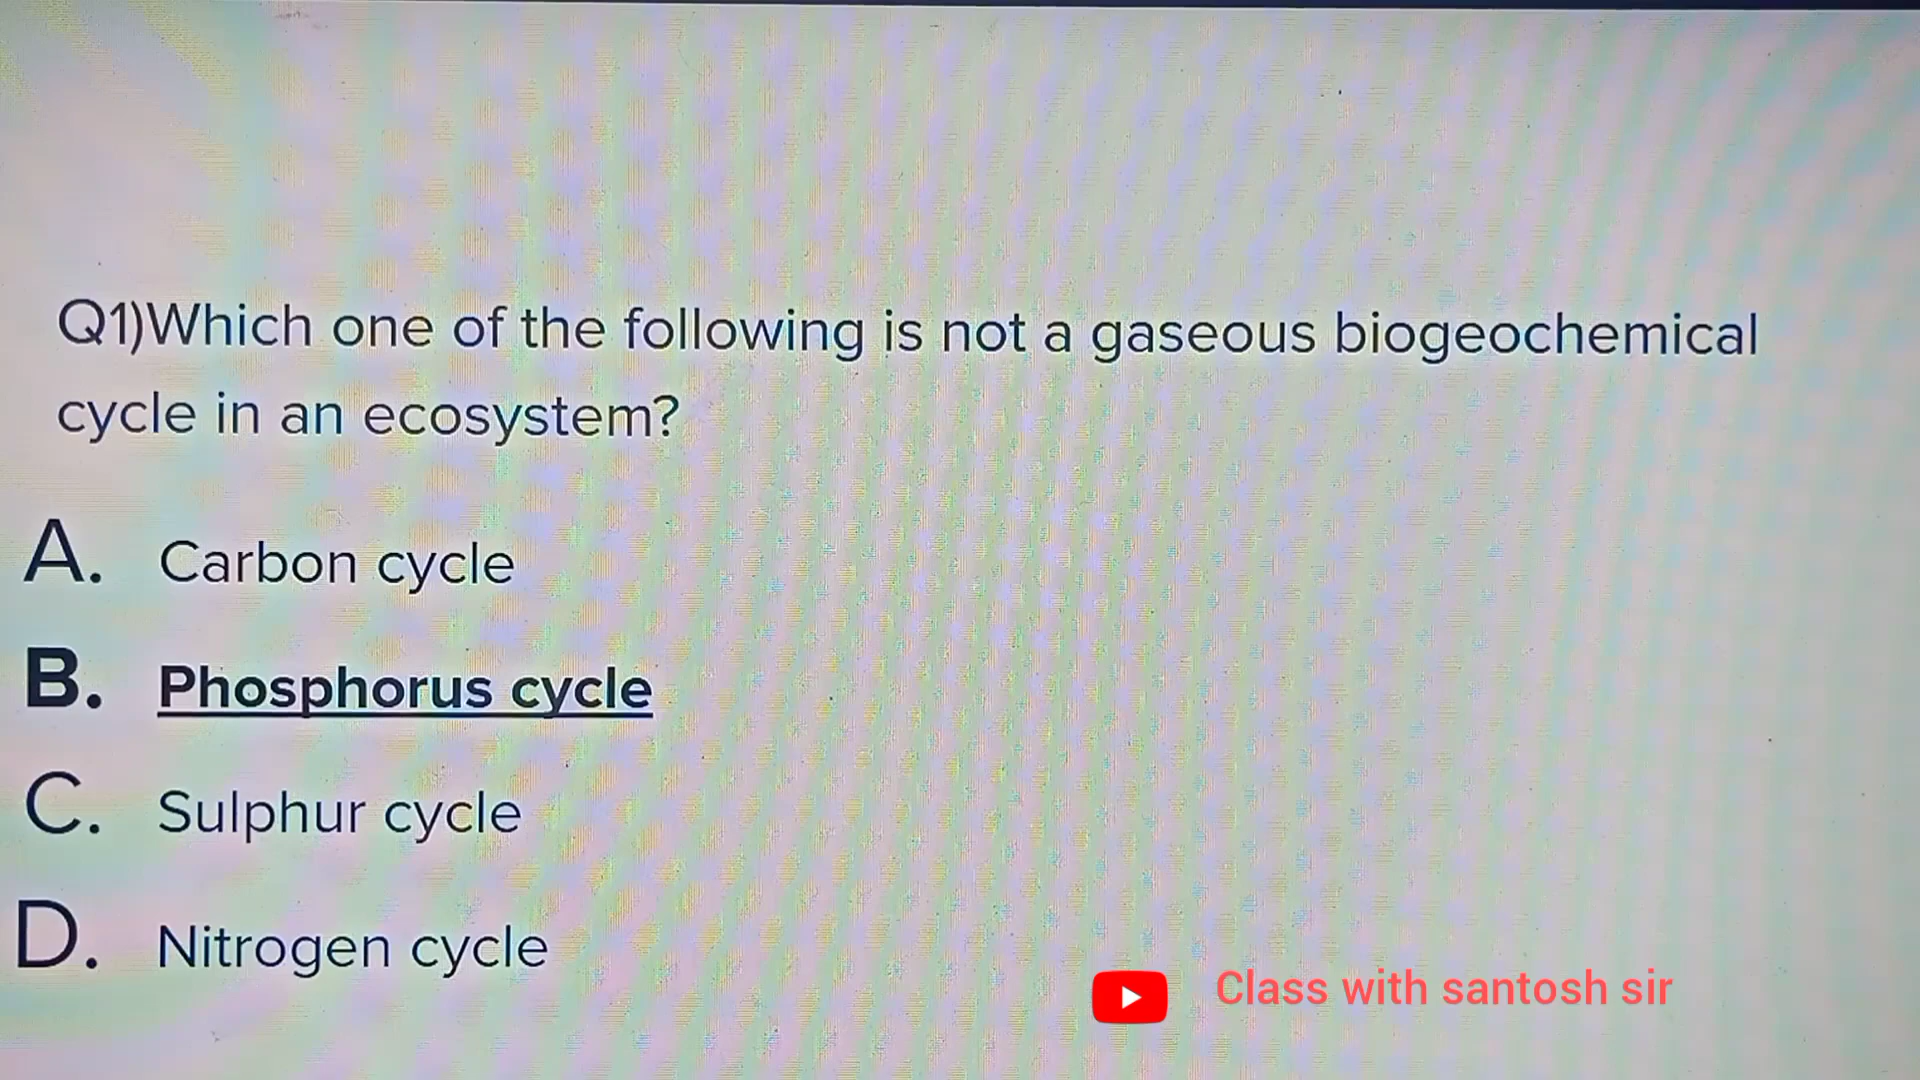 Q1)Which one of the following is not a gaseous biogeochemical
cycle in an ecosystem?
A. Carbon cycle
B. Phosphorus cycle
C. Sulphur cycle
D. Nitrogen cycle
Class with santosh sir